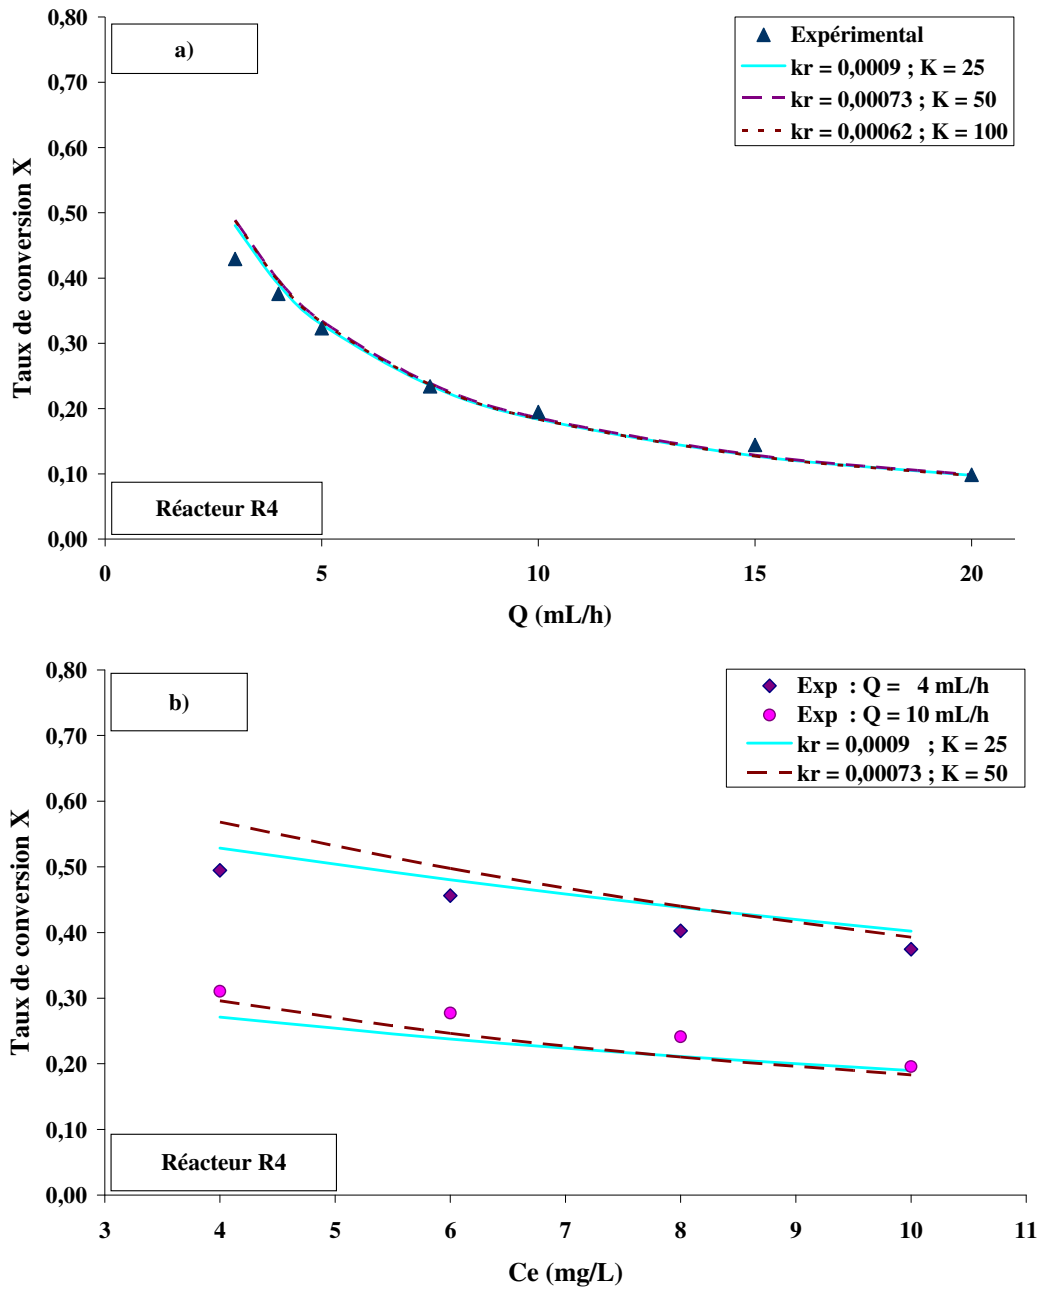 0,80
a)
Expérimental
0,70
kr = 0,0009 ; K = 25
kr = 0,00073 ; K = 50
0,60
kr = 0,00062 ; K = 100
0,50
0,40
0,30
0,20
0,10
0,00
Taux de conversion X
Réacteur R4
0 5 10 15 20
Q (mL/h)
0,80
b)
Exp : Q = 4 mL/h
Exp : Q = 10 mL/h
0,70
kr = 0,0009 ; K = 25
kr = 0,00073 ; K = 50
0,60
0,50
0,40
0,30
0,20
0,10
0,00
Taux de conversion X
Réacteur R4
3 4 5 6 7 8 9 10 11
Ce (mg/L)